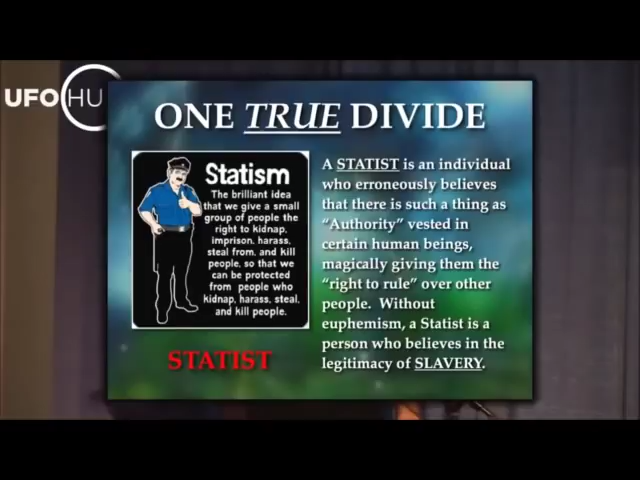 UFO HU
ONE TRUE DIVIDE
Statism
The brilliant idea
that we give a small
group of people the
right to kidnap,
imprison, harass,
steal from, and kill
people, so that we
can be protected
from people who
kidnap, harass, steal,
and kill people.
STATIST
A STATIST is an individual
who erroneously believes
that there is such a thing as
“Authority” vested in
certain human beings,
magically giving them the
“right to rule” over other
people. Without
euphemism, a Statist is a
person who believes in the
legitimacy of SLAVERY.